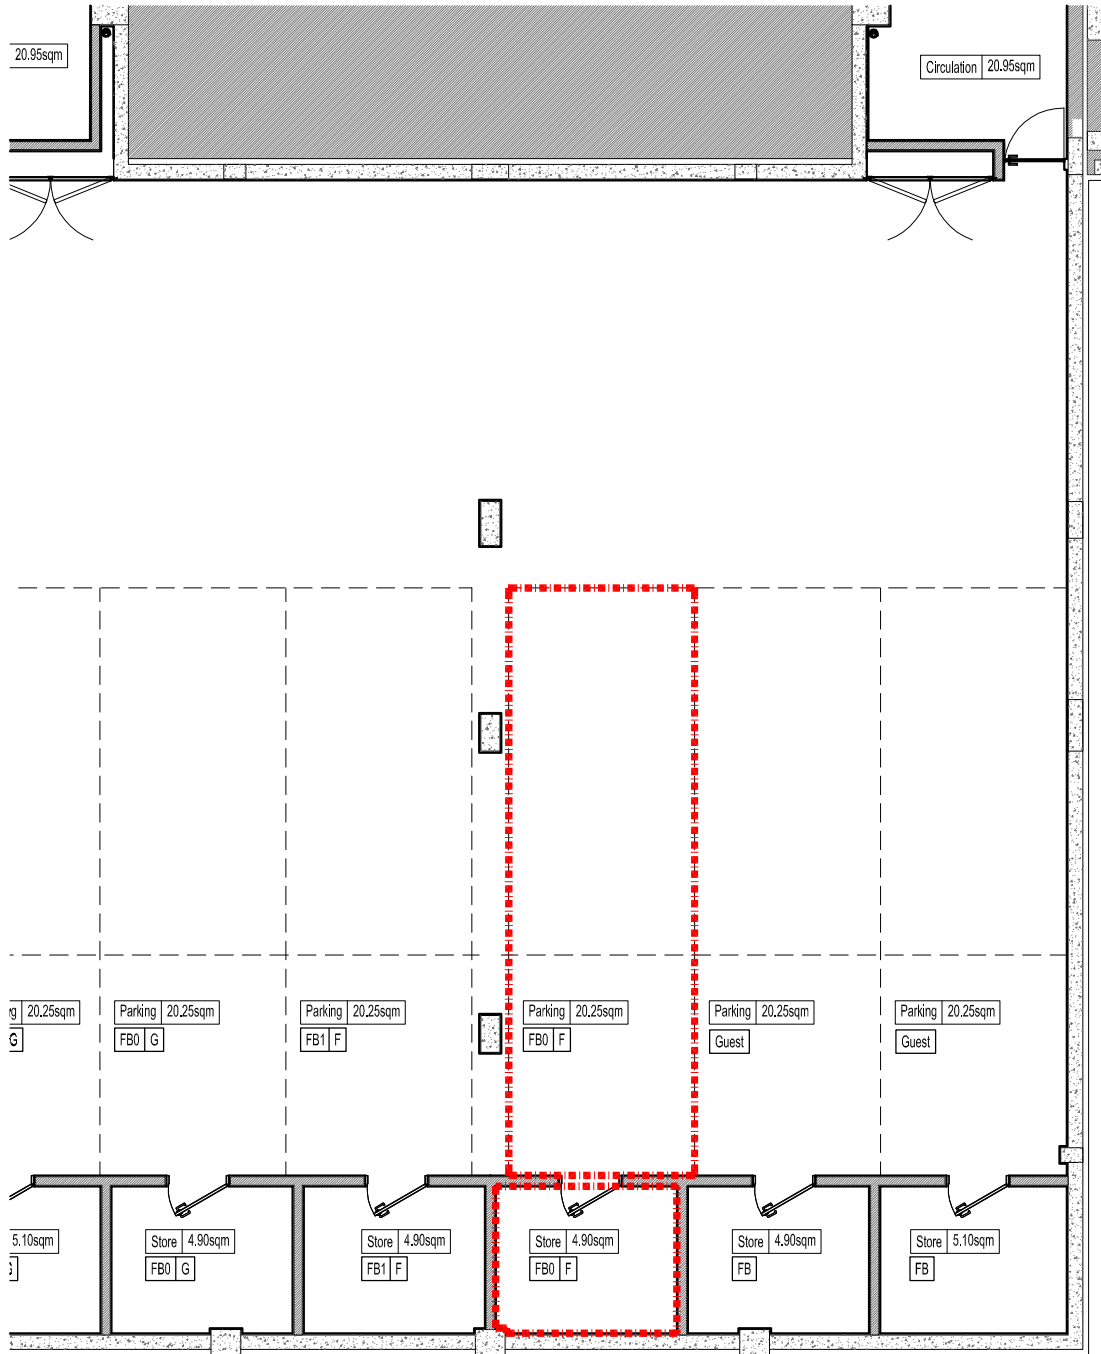 20.95sqm
Circulation 20.95sqm
20.25sqm
G
Parking 20.25sqm
FB0 G
Parking 20.25sqm
FB1 F
Parking 20.25sqm
FB0 F
Parking 20.25sqm
Guest
Parking 20.25sqm
Guest
5.10sqm
Store 4.90sqm
FB0 G
Store 4.90sqm
FB1 F
Store 4.90sqm
FB0 F
Store 4.90sqm
FB
Store 5.10sqm
FB